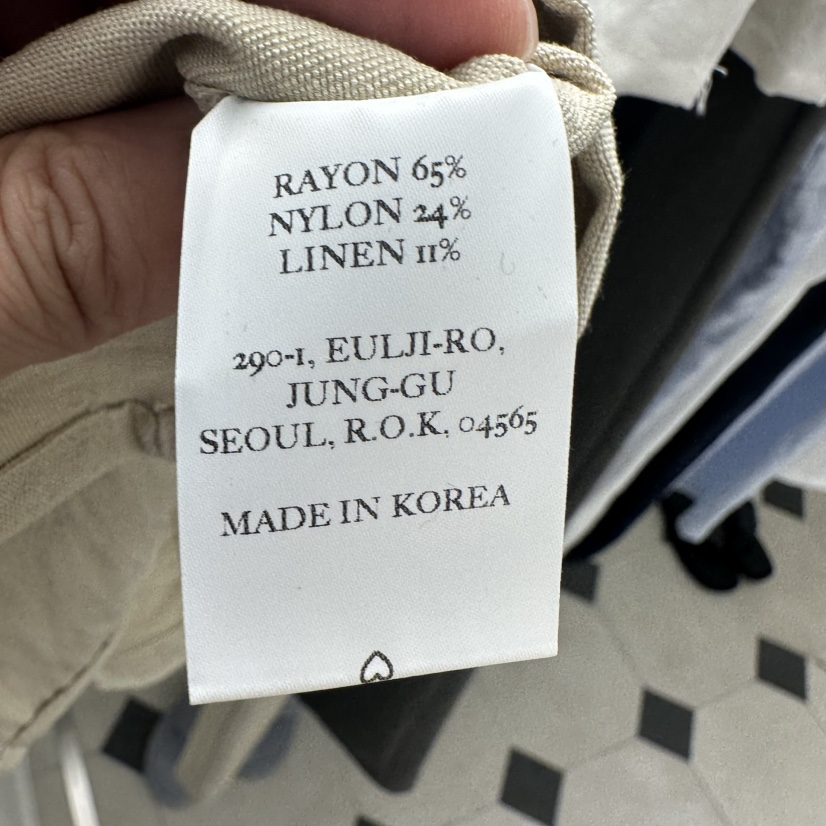 RAYON 65%
NYLON 24%
LINEN 11%
290-1, EULJI-RO,
JUNG-GU
SEOUL, R.O.K. 04565
MADE IN KOREA